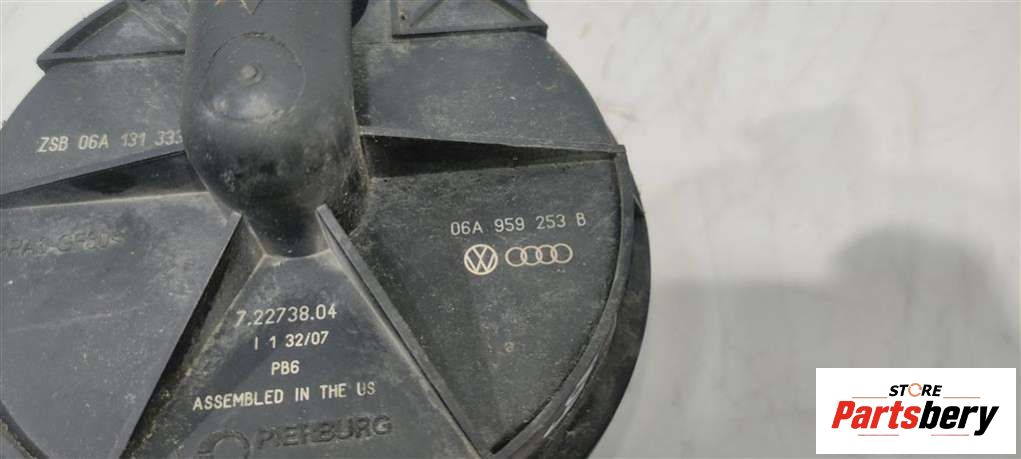 ZSB 06A 131 333
06A 959 253 B
7.22738.04
I 1 32/07
PB6
ASSEMBLED IN THE US
PIERBURG
STORE
Partsbery